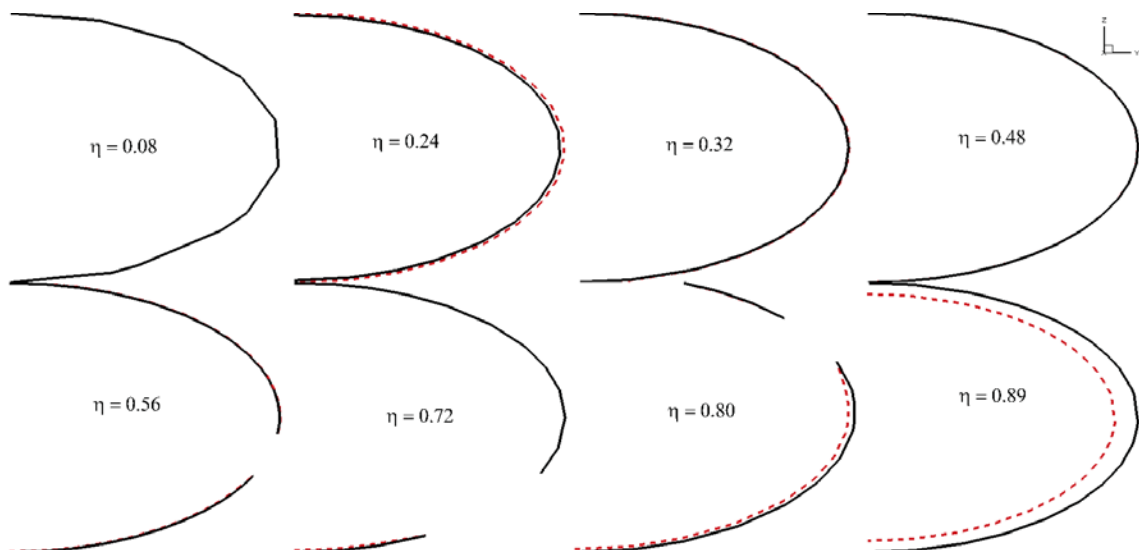 Z
Y
η = 0.08
η = 0.24
η = 0.32
η = 0.48
η = 0.56
η = 0.72
η = 0.80
η = 0.89